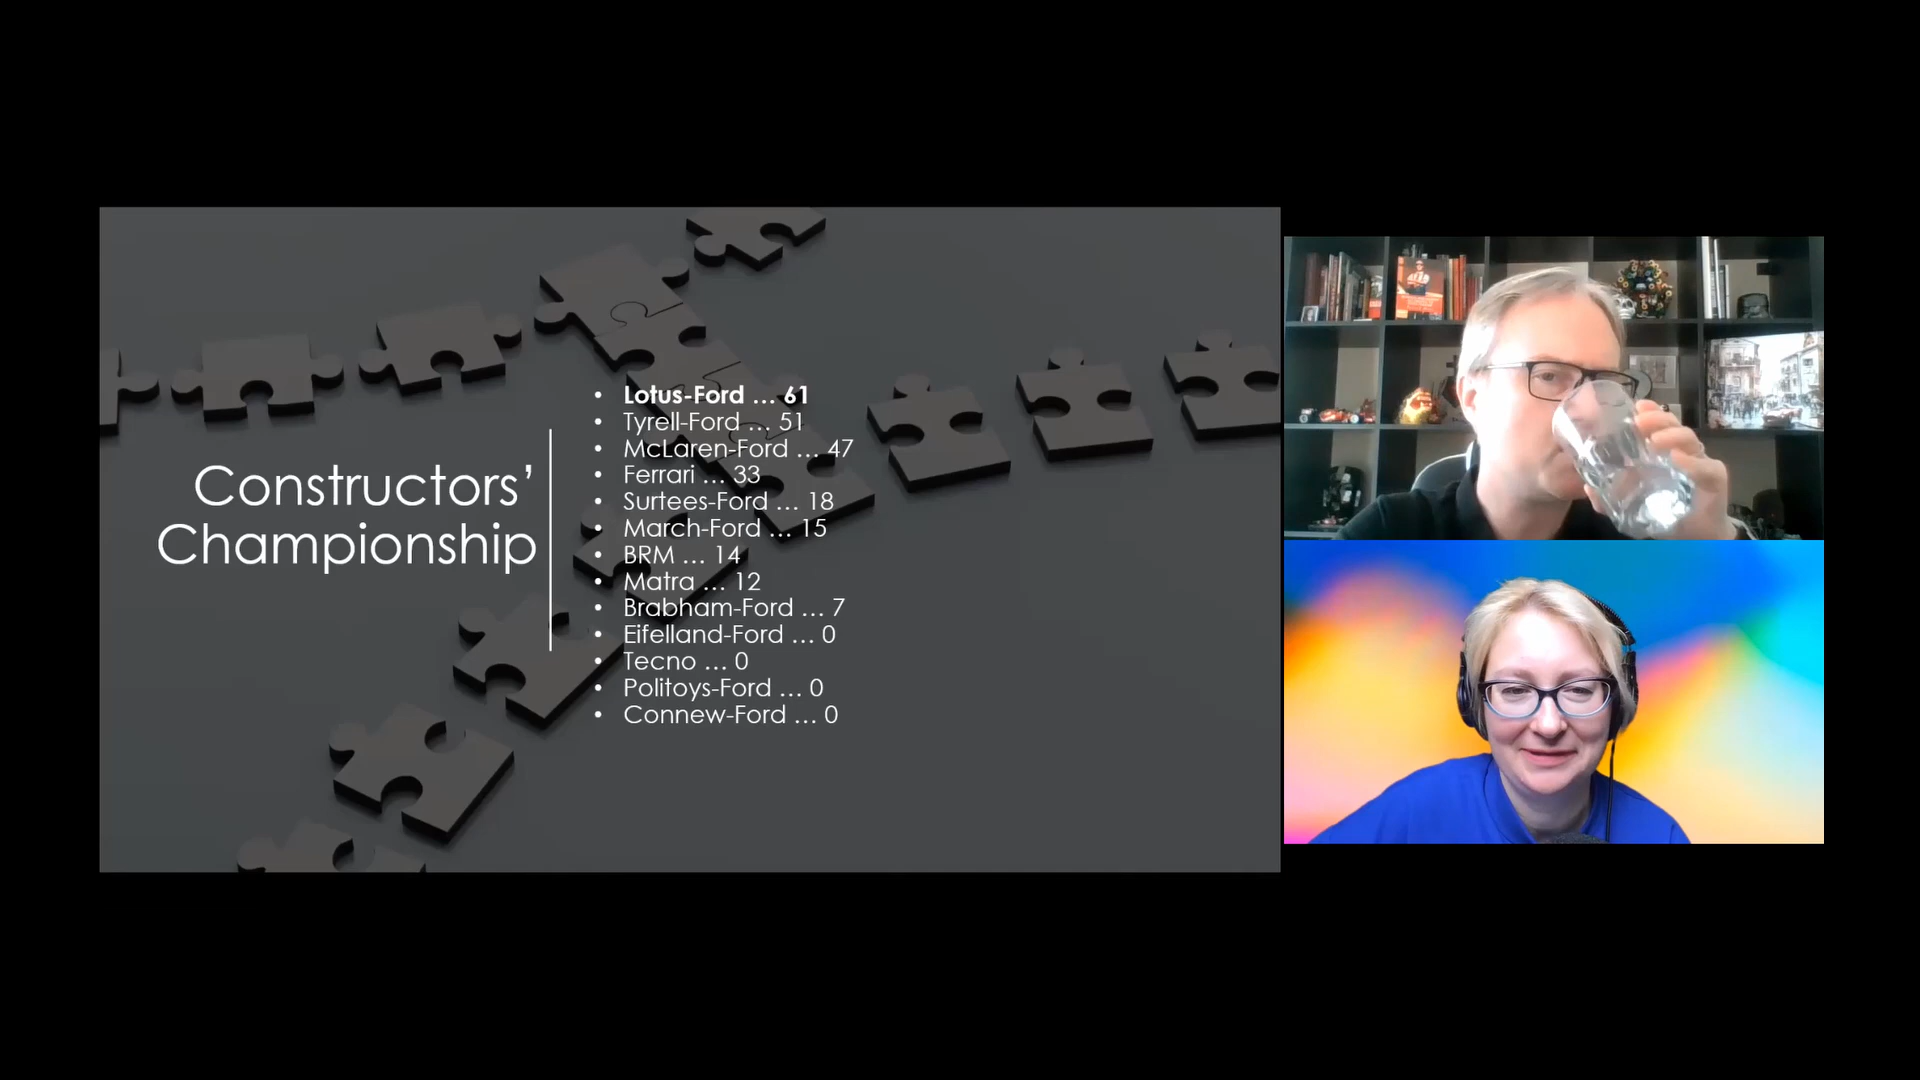 Constructors’
Championship
• Lotus-Ford … 61
• Tyrell-Ford … 51
• McLaren-Ford … 47
• Ferrari … 33
• Surtees-Ford … 18
• March-Ford … 15
• BRM … 14
• Matra … 12
• Brabham-Ford … 7
• Eifelland-Ford … 0
• Tecno … 0
• Politoys-Ford … 0
• Connew-Ford … 0